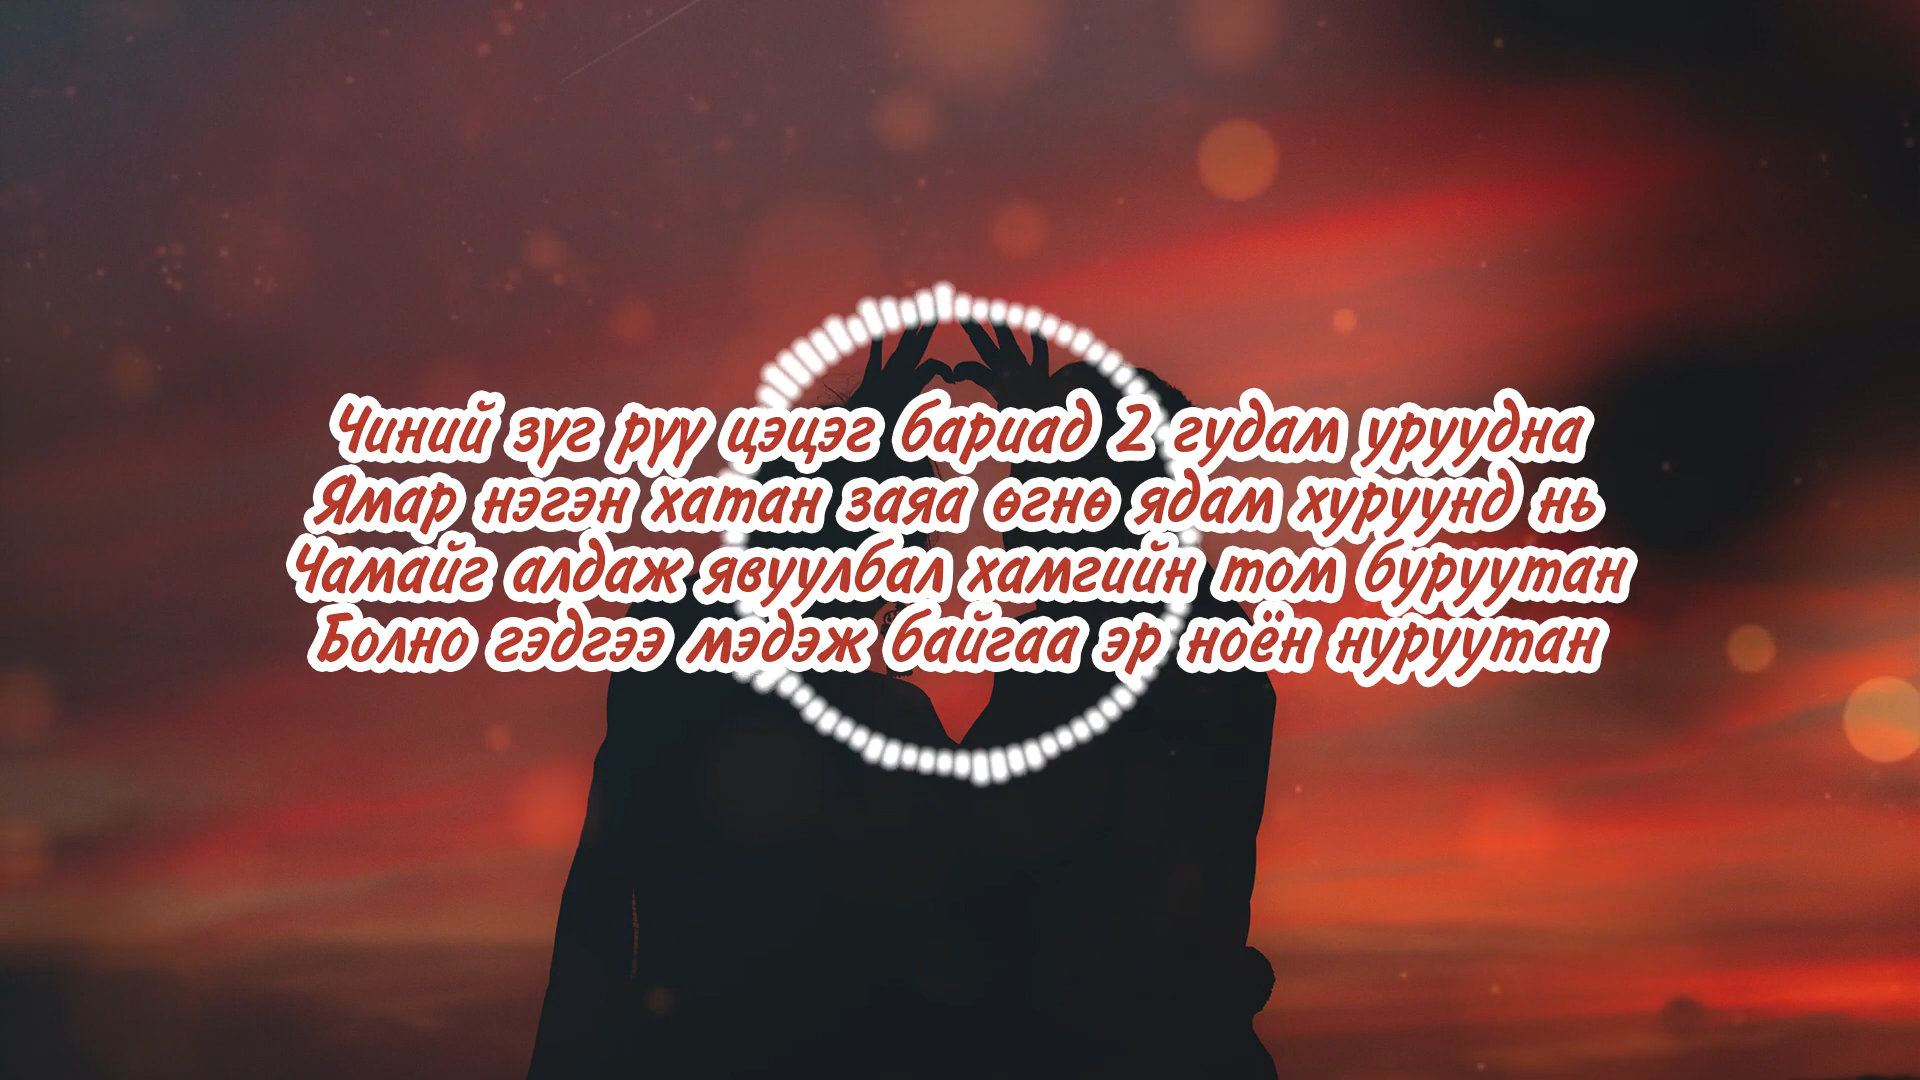 Чиний зүг рүү цэцэг бариад 2 гудам уруудна
Ямар нэгэн хатан заяа өгнө ядам хуруунд нь
Чамайг алдаж явуулбал хамгийн том буруутан
Болно гэдгээ мэдэж байгаа эр ноён нуруутан